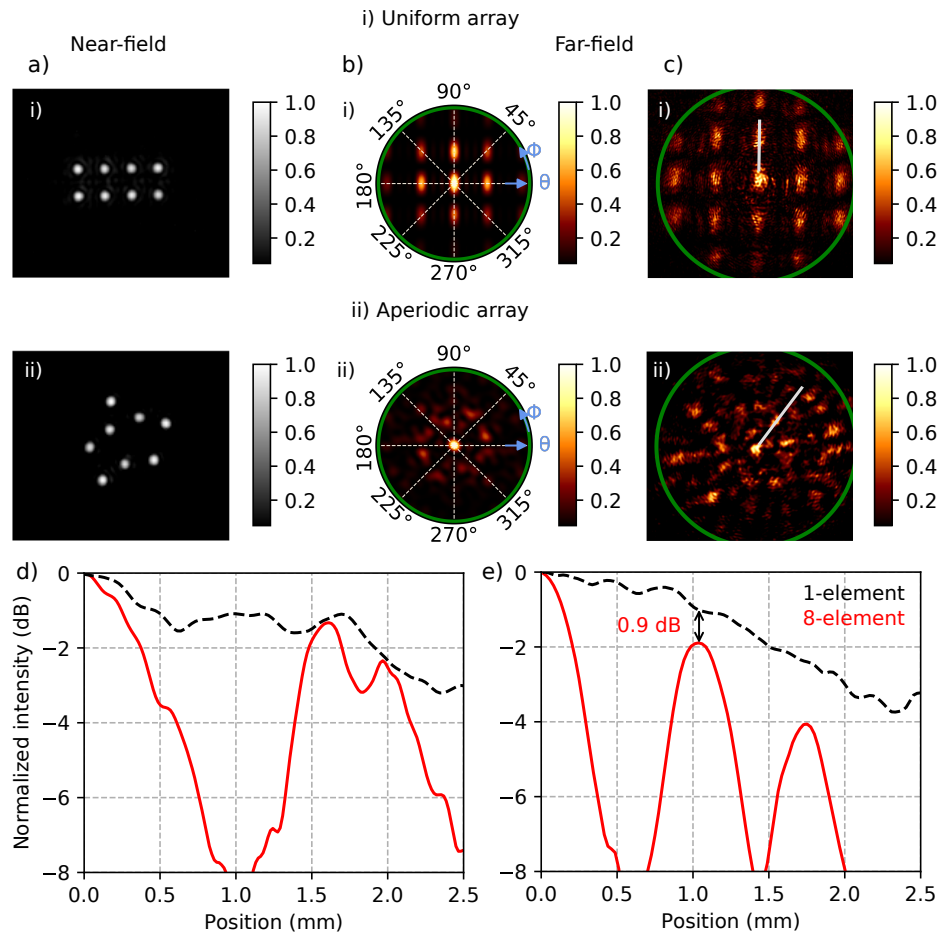 i) Uniform array
Near-field
Far-field
a)
b)
c)
i)
1.0
0.8
0.6
0.4
0.2
i)
90°
135°
45°
180°
Φ
θ
225°
315°
270°
1.0
0.8
0.6
0.4
0.2
i)
1.0
0.8
0.6
0.4
0.2
ii) Aperiodic array
ii)
1.0
0.8
0.6
0.4
0.2
ii)
90°
135°
45°
180°
Φ
θ
225°
315°
270°
1.0
0.8
0.6
0.4
0.2
ii)
1.0
0.8
0.6
0.4
0.2
d)
Normalized intensity (dB)
0
−2
−4
−6
−8
0.0 0.5 1.0 1.5 2.0 2.5
Position (mm)
e)
1-element
8-element
0.9 dB
0
−2
−4
−6
−8
0.0 0.5 1.0 1.5 2.0 2.5
Position (mm)